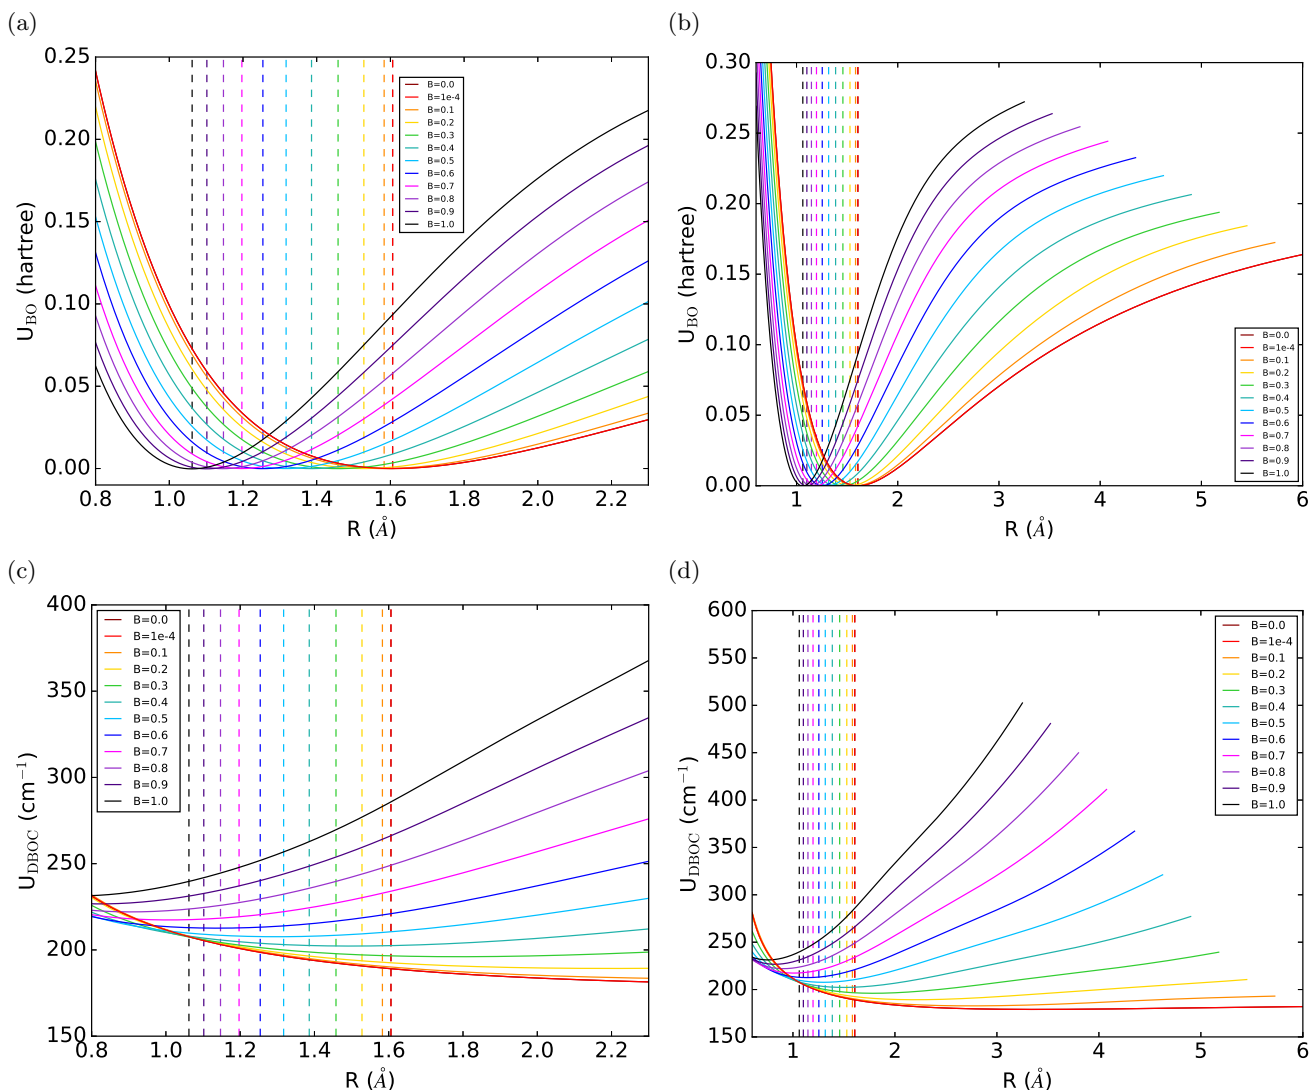 (a)
0.25
0.20
0.15
0.10
0.05
0.00
U_BO (hartree)
0.8 1.0 1.2 1.4 1.6 1.8 2.0 2.2
R (Å)
B=0.0
B=1e-4
B=0.1
B=0.2
B=0.3
B=0.4
B=0.5
B=0.6
B=0.7
B=0.8
B=0.9
B=1.0
(b)
0.30
0.25
0.20
0.15
0.10
0.05
0.00
U_BO (hartree)
1 2 3 4 5 6
R (Å)
B=0.0
B=1e-4
B=0.1
B=0.2
B=0.3
B=0.4
B=0.5
B=0.6
B=0.7
B=0.8
B=0.9
B=1.0
(c)
400
350
300
250
200
150
U_DBOC (cm⁻¹)
0.8 1.0 1.2 1.4 1.6 1.8 2.0 2.2
R (Å)
B=0.0
B=1e-4
B=0.1
B=0.2
B=0.3
B=0.4
B=0.5
B=0.6
B=0.7
B=0.8
B=0.9
B=1.0
(d)
600
550
500
450
400
350
300
250
200
150
U_DBOC (cm⁻¹)
1 2 3 4 5 6
R (Å)
B=0.0
B=1e-4
B=0.1
B=0.2
B=0.3
B=0.4
B=0.5
B=0.6
B=0.7
B=0.8
B=0.9
B=1.0